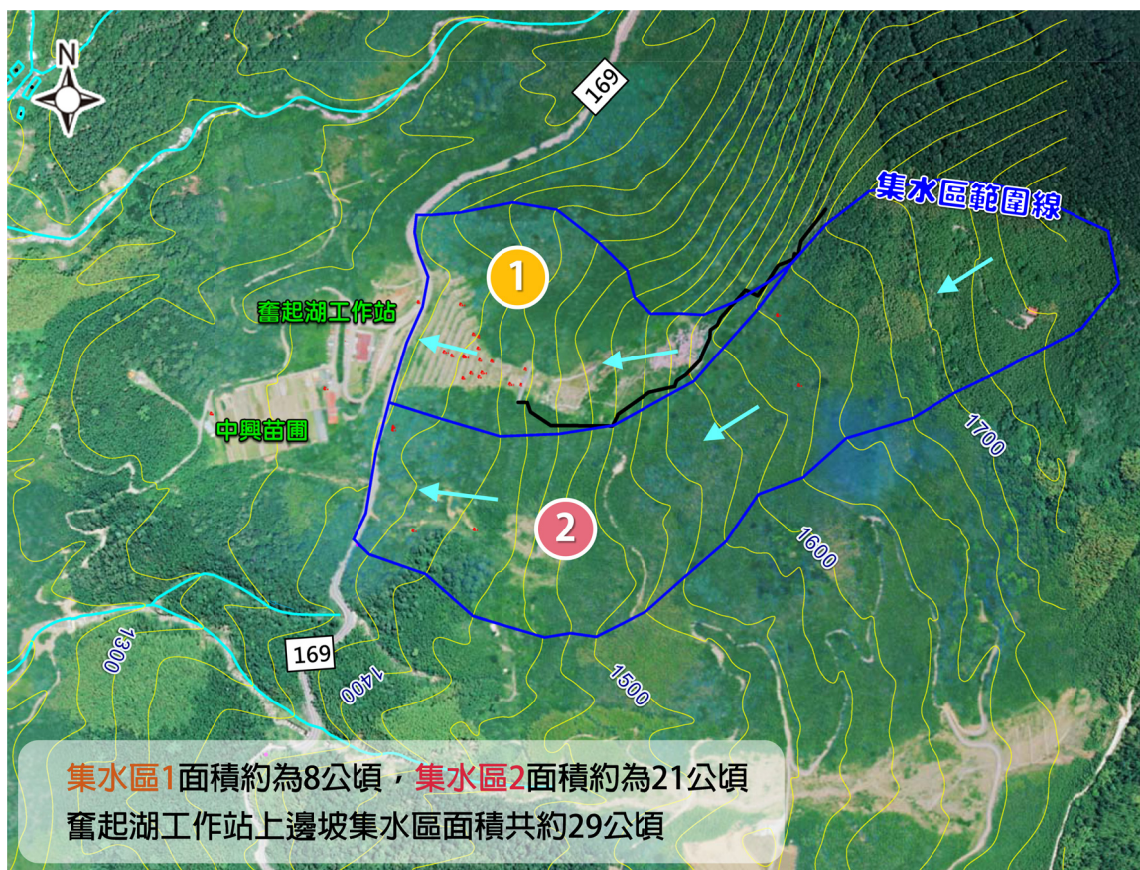 N
169
集水區範圍線
1
奮起湖工作站
中興苗圃
1700
2
1600
169
1300
1400
1500
集水區1面積約為8公頃，集水區2面積約為21公頃
奮起湖工作站上邊坡集水區面積共約29公頃